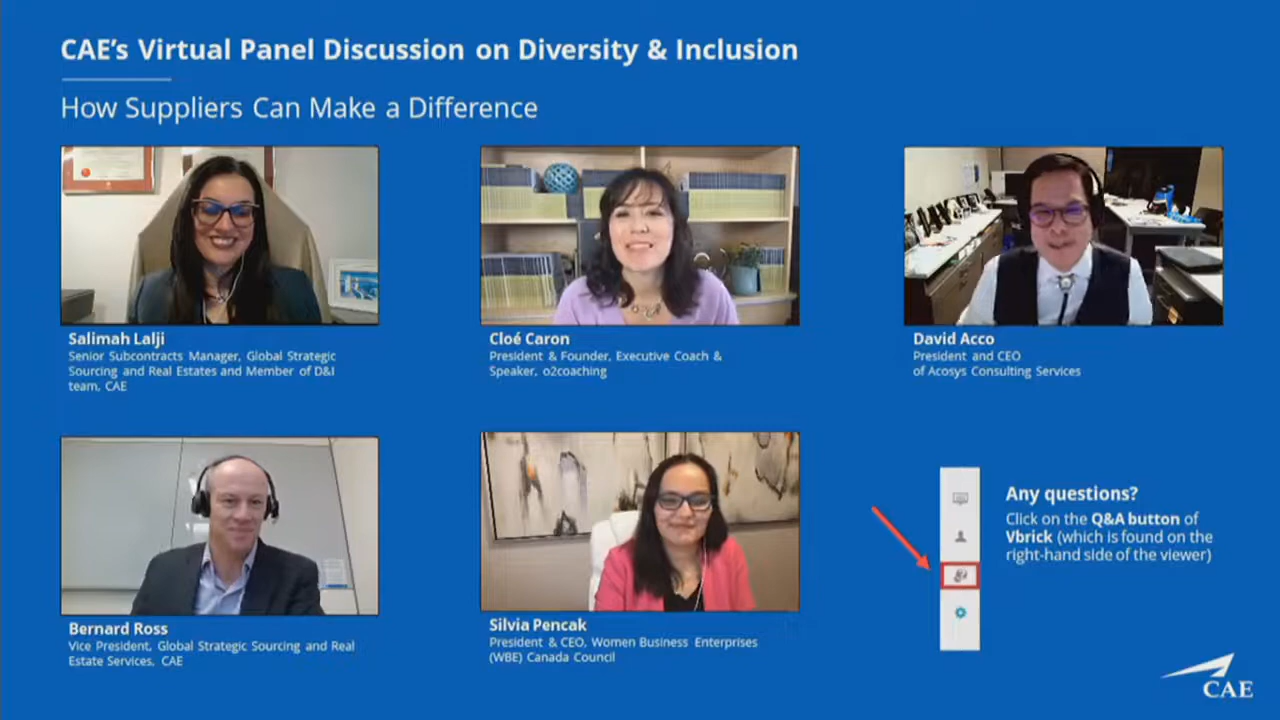 CAE’s Virtual Panel Discussion on Diversity & Inclusion
How Suppliers Can Make a Difference
Salimah Lalji
Senior Subcontracts Manager, Global Strategic
Sourcing and Real Estates and Member of D&I
team, CAE
Cloé Caron
President & Founder, Executive Coach &
Speaker, o2coaching
David Acco
President and CEO
of Acosys Consulting Services
Bernard Ross
Vice President, Global Strategic Sourcing and Real
Estate Services, CAE
Silvia Pencak
President & CEO, Women Business Enterprises
(WBE) Canada Council
Any questions?
Click on the Q&A button of
Vbrick (which is found on the
right-hand side of the viewer)
CAE